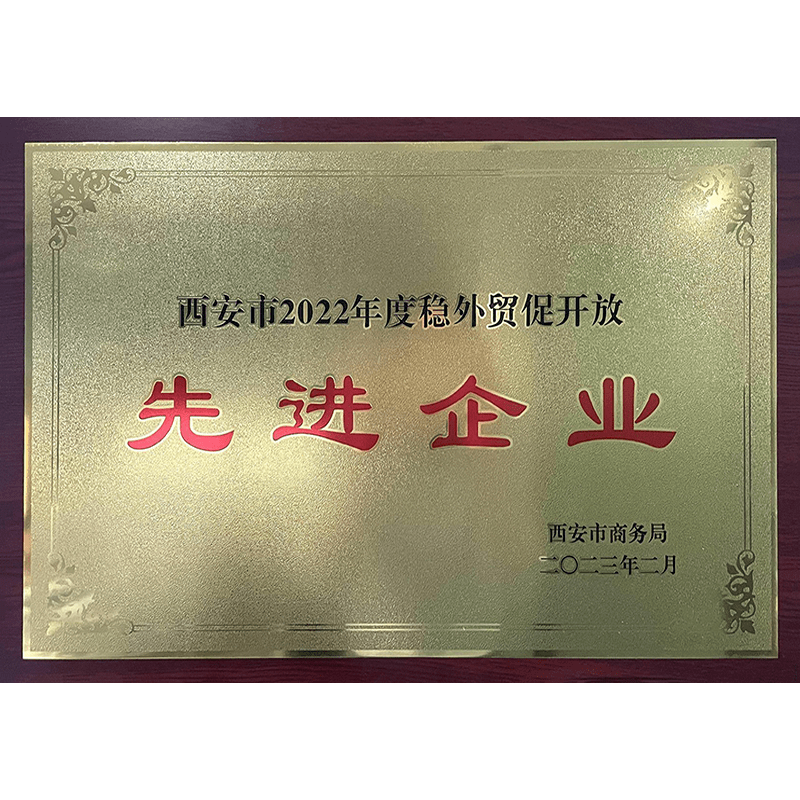 西安市2022年度稳外贸促开放
先进企业
西安市商务局
二〇二三年二月